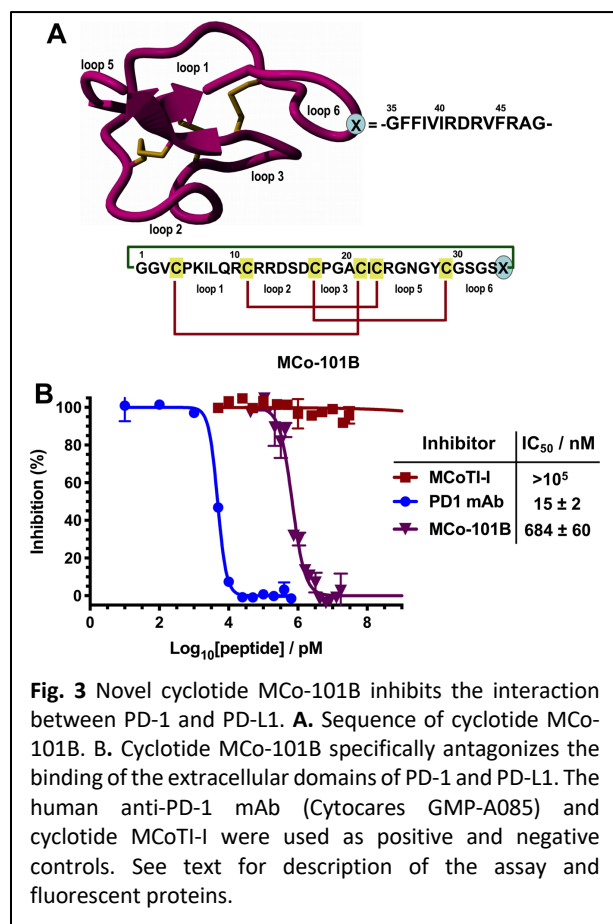 A
loop 5
loop 1
loop 6
loop 3
loop 2
35 40 45
X = -GFFIVIRDRVFRAG-
1 10 20 30
GGVCPKILQRCRRDSDCPGACICRGNGYCGSGSX
loop 1 loop 2 loop 3 loop 5 loop 6
MCo-101B
B
Inhibition (%)
100
80
60
40
20
0
0 2 4 6 8
Log10[peptide] / pM
Inhibitor IC50 / nM
MCoTI-I >10⁵
PD1 mAb 15 ± 2
MCo-101B 684 ± 60
Fig. 3 Novel cyclotide MCo-101B inhibits the interaction
between PD-1 and PD-L1. A. Sequence of cyclotide MCo-
101B. B. Cyclotide MCo-101B specifically antagonizes the
binding of the extracellular domains of PD-1 and PD-L1. The
human anti-PD-1 mAb (Cytocares GMP-A085) and
cyclotide MCoTI-I were used as positive and negative
controls. See text for description of the assay and
fluorescent proteins.